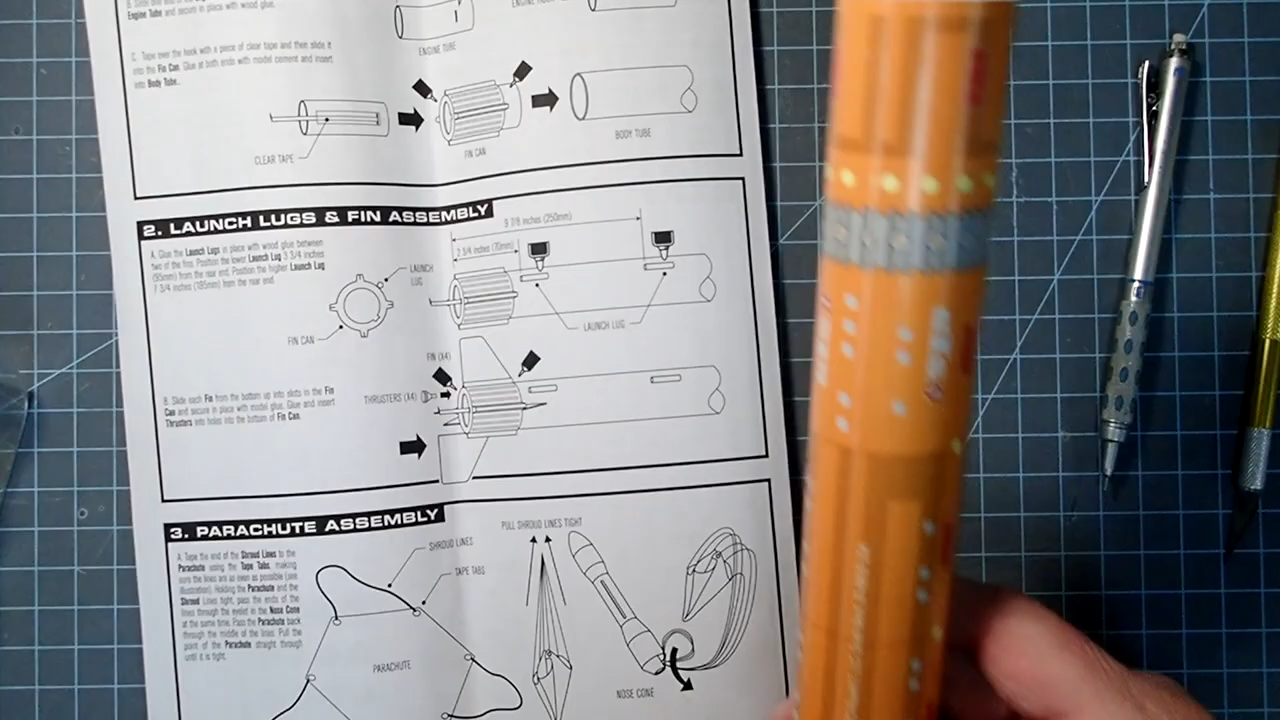 Engine Tube and secure in place with wood glue.
ENGINE TUBE
C. Tape over the hook with a piece of clear tape and then slide it
into the Fin Can. Glue at both ends with model cement and insert
into Body Tube.
CLEAR TAPE
FIN CAN
BODY TUBE
2. LAUNCH LUGS & FIN ASSEMBLY
A. Glue the Launch Lugs in place with wood glue between
two of the fins. Position the lower Launch Lug 3 3/4 inches
(95mm) from the rear end. Position the higher Launch Lug
7 3/4 inches (185mm) from the rear end.
LAUNCH
LUG
FIN CAN
9 7/8 inches (250mm)
2 3/4 inches (70mm)
LAUNCH LUG
B. Slide each Fin from the bottom up into slots in the Fin
Can and secure in place with model glue. Glue and insert
Thrusters into holes into the bottom of Fin Can.
FIN (X4)
THRUSTERS (X4)
3. PARACHUTE ASSEMBLY
A. Tape the end of the Shroud Lines to the
Parachute using the Tape Tabs, making
sure the lines are as even as possible (see
illustration). Holding the Parachute and the
Shroud Lines tight, pass the ends of the
lines through the eyelet in the Nose Cone
at the same time. Pass the Parachute back
through the middle of the lines. Pull the
point of the Parachute straight through
until it is tight.
SHROUD LINES
TAPE TABS
PARACHUTE
PULL SHROUD LINES TIGHT
NOSE CONE